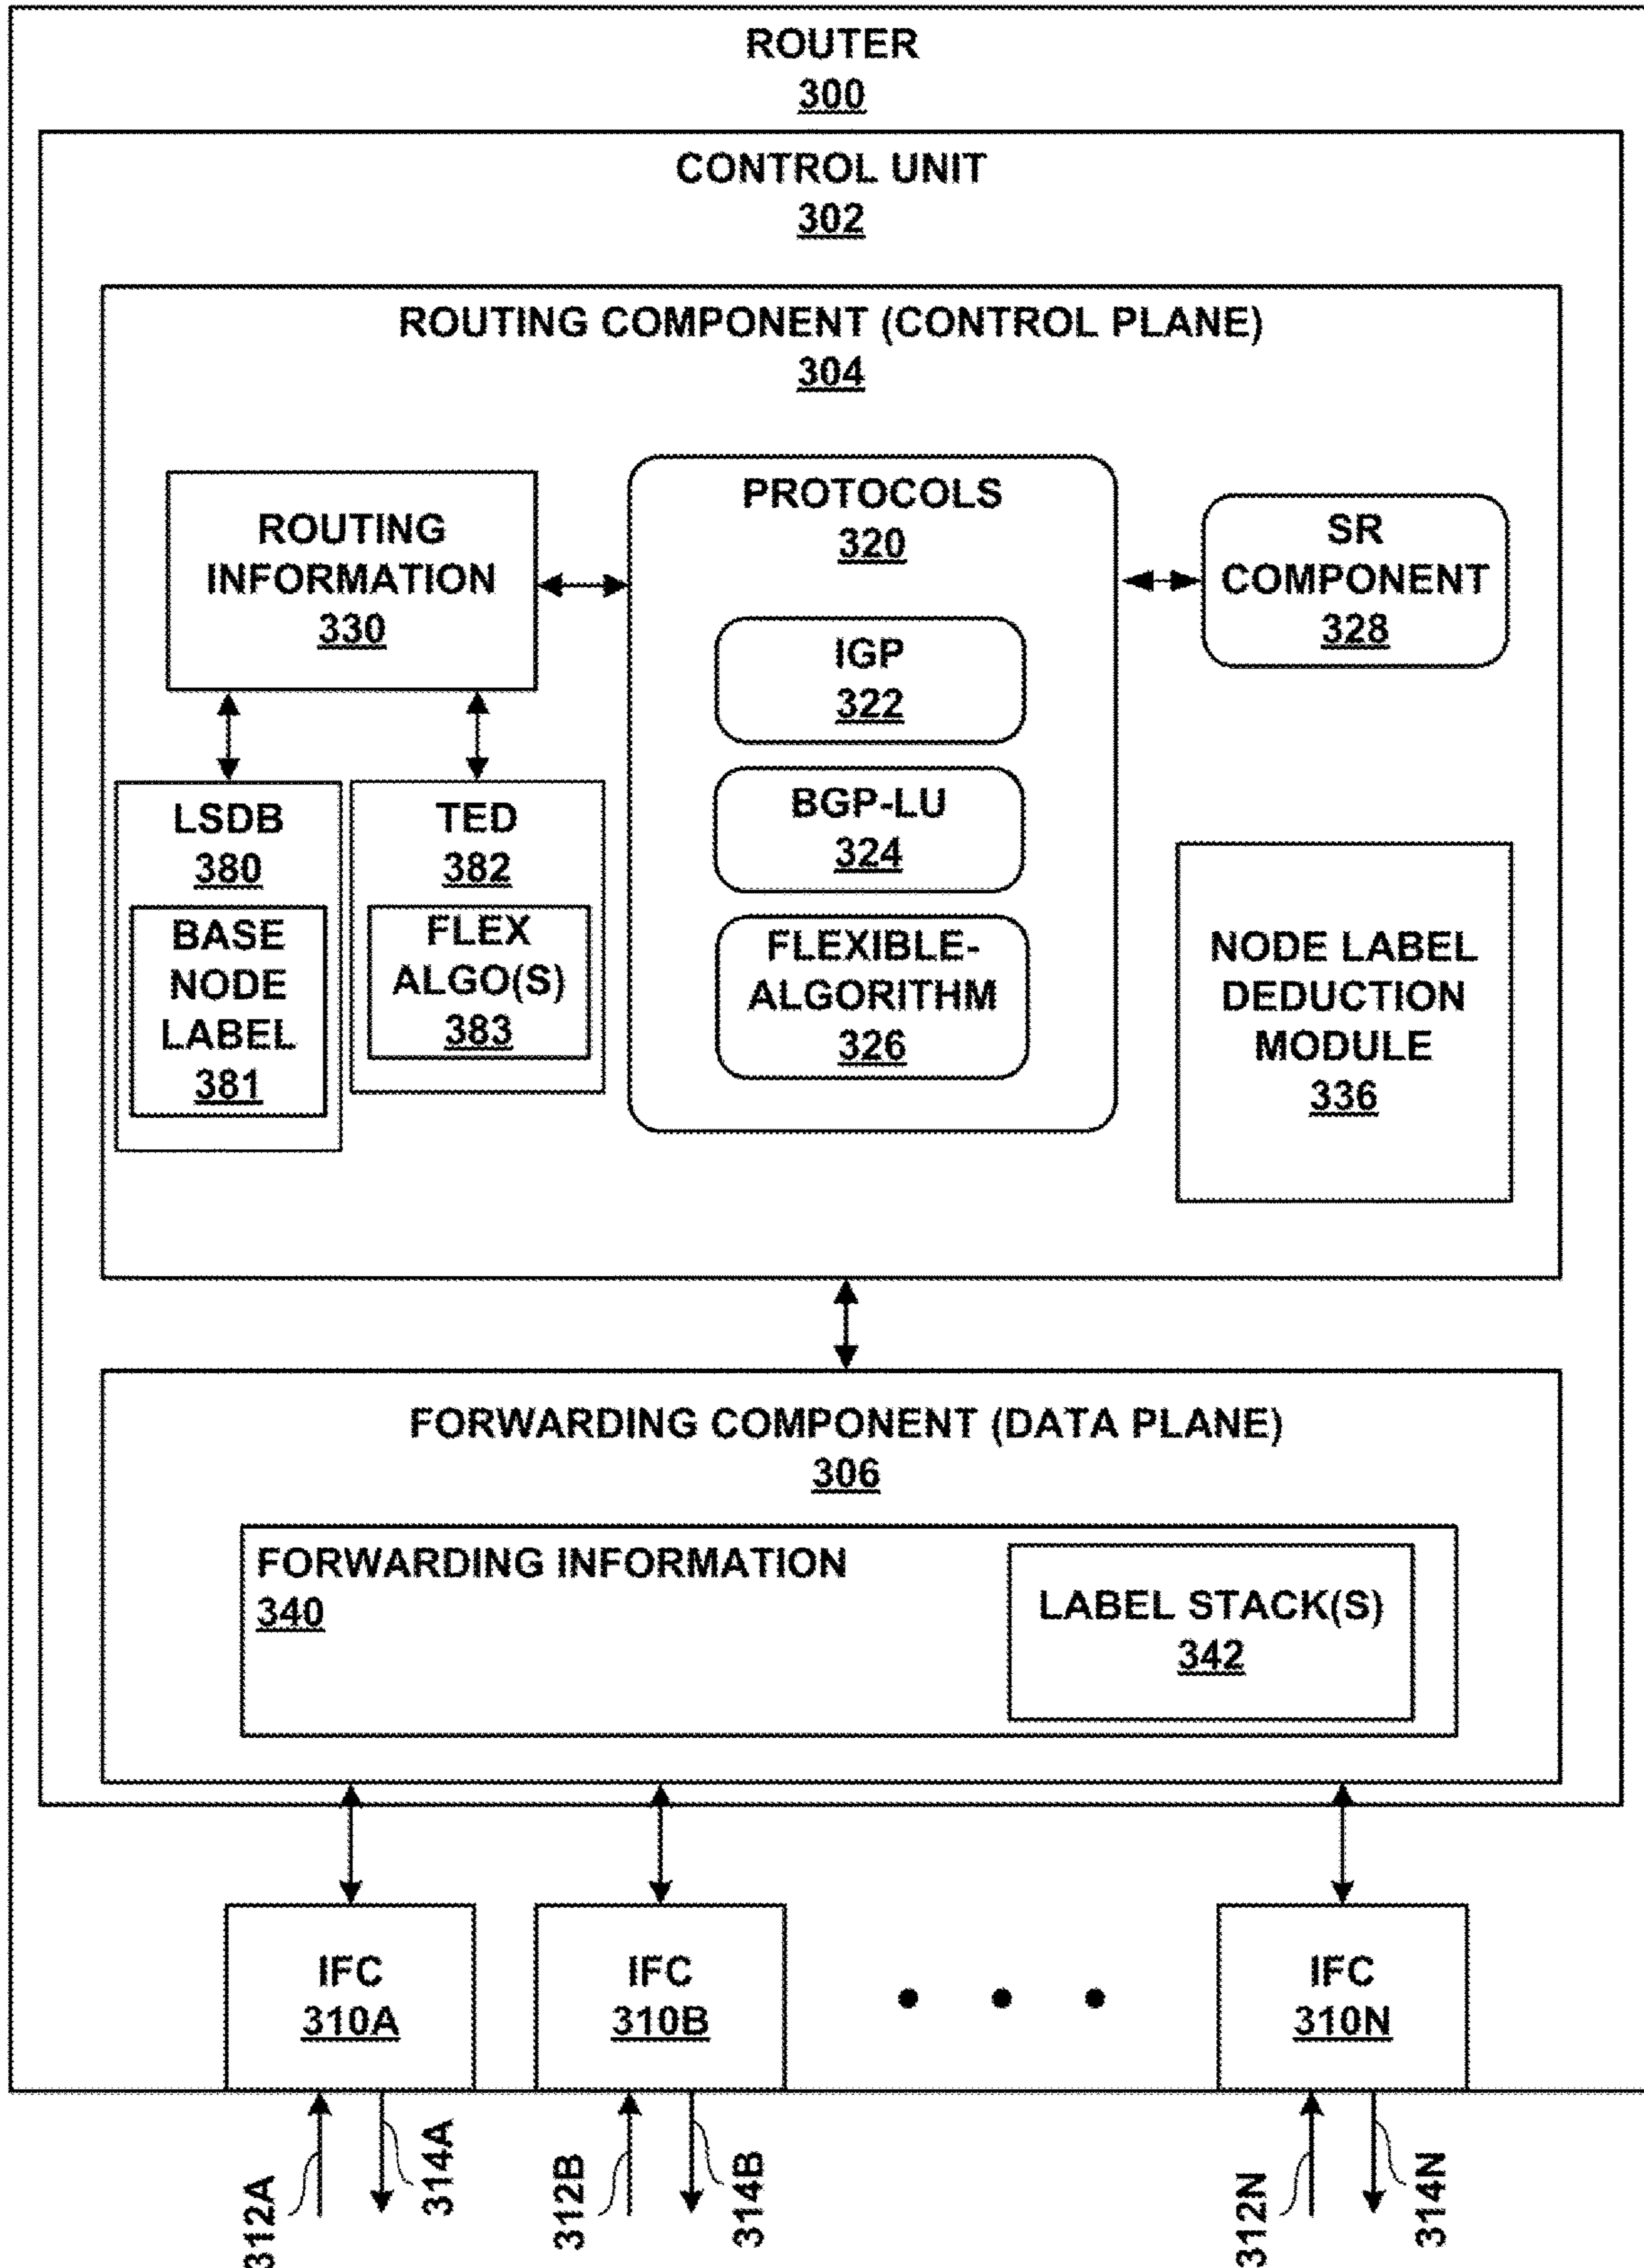 ROUTER
300
CONTROL UNIT
302
ROUTING COMPONENT (CONTROL PLANE)
304
ROUTING
INFORMATION
330
PROTOCOLS
320
IGP
322
BGP-LU
324
FLEXIBLE-
ALGORITHM
326
SR
COMPONENT
328
LSDB
380
BASE
NODE
LABEL
381
TED
382
FLEX
ALGO(S)
383
NODE LABEL
DEDUCTION
MODULE
336
FORWARDING COMPONENT (DATA PLANE)
306
FORWARDING INFORMATION
340
LABEL STACK(S)
342
IFC
310A
IFC
310B
IFC
310N
312A
314A
312B
314B
312N
314N